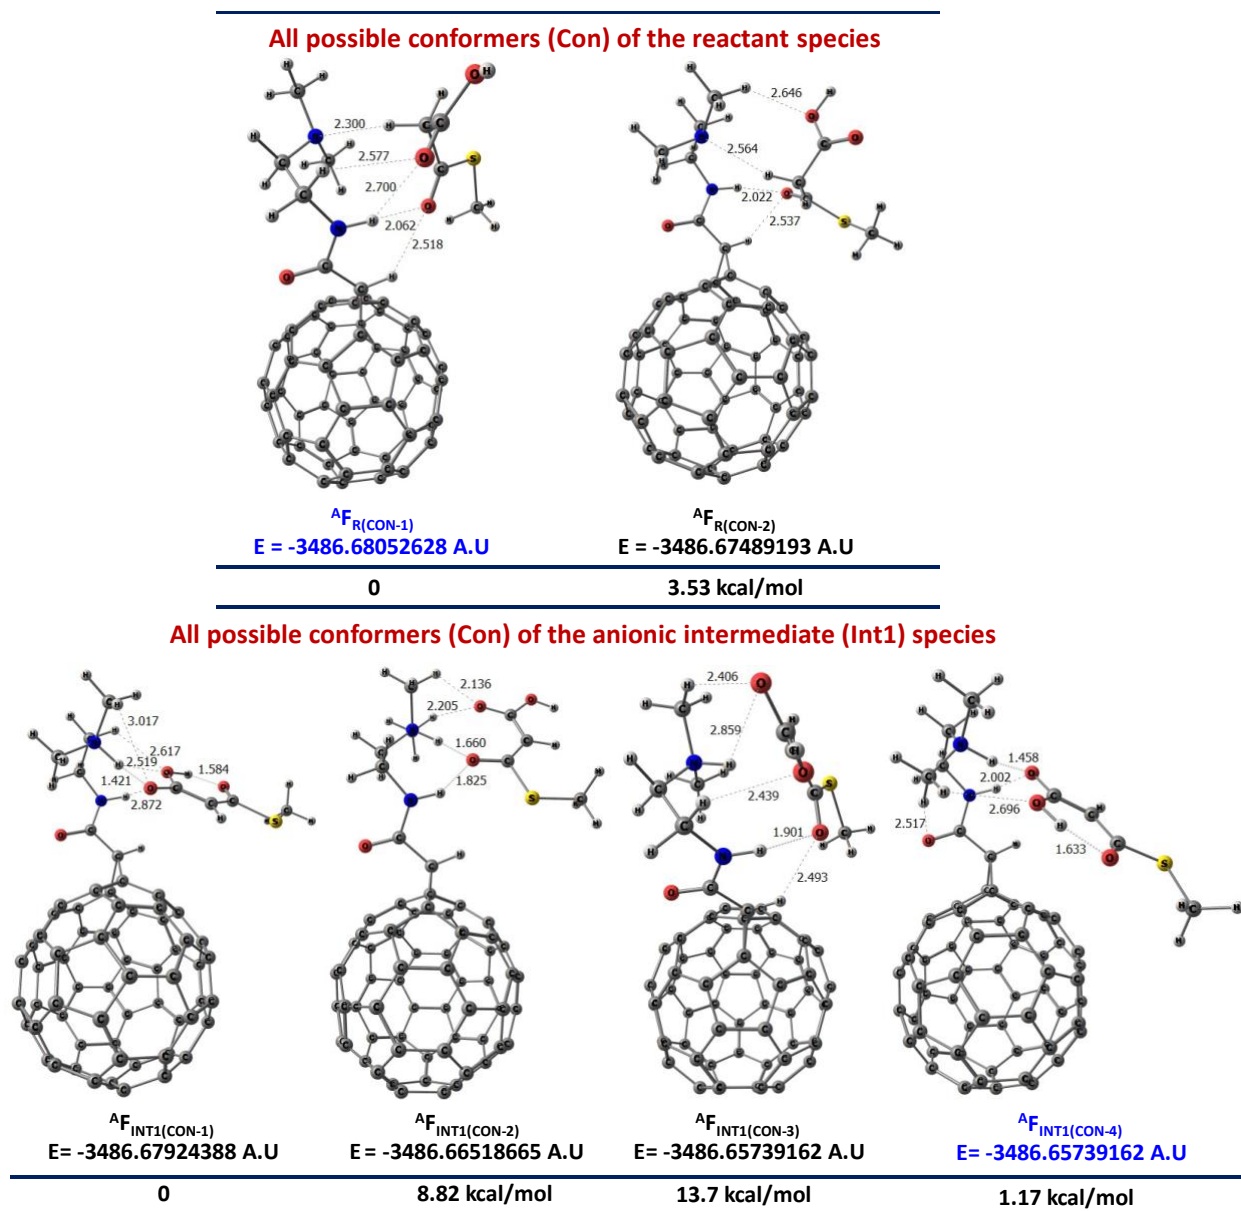 All possible conformers (Con) of the reactant species
2.300
2.577
2.700
2.062
2.518
2.646
2.564
2.022
2.537
AFR(CON-1)
E = -3486.68052628 A.U
AFR(CON-2)
E = -3486.67489193 A.U
0
3.53 kcal/mol
All possible conformers (Con) of the anionic intermediate (Int1) species
3.017
2.617
2.519
1.584
1.421
2.872
2.136
2.205
1.660
1.825
2.406
2.859
2.439
1.901
2.493
1.458
2.002
2.696
2.517
1.633
AFINT1(CON-1)
E= -3486.67924388 A.U
AFINT1(CON-2)
E = -3486.66518665 A.U
AFINT1(CON-3)
E= -3486.65739162 A.U
AFINT1(CON-4)
E= -3486.65739162 A.U
0
8.82 kcal/mol
13.7 kcal/mol
1.17 kcal/mol